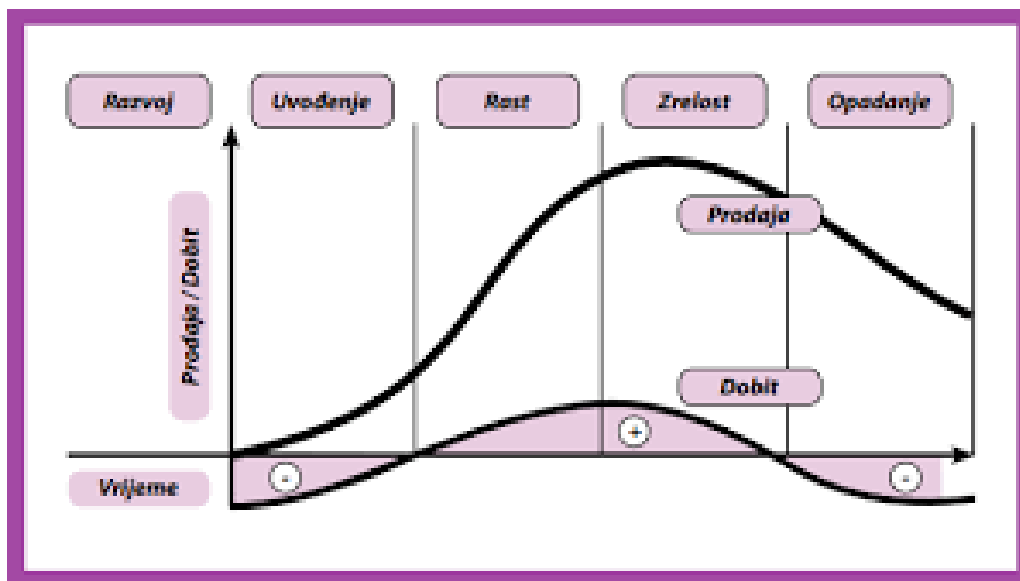 Razvoj
Uvođenje
Rast
Zrelost
Opadanje
Prodaja / Dobit
Prodaja
Dobit
+
-
-
Vrijeme